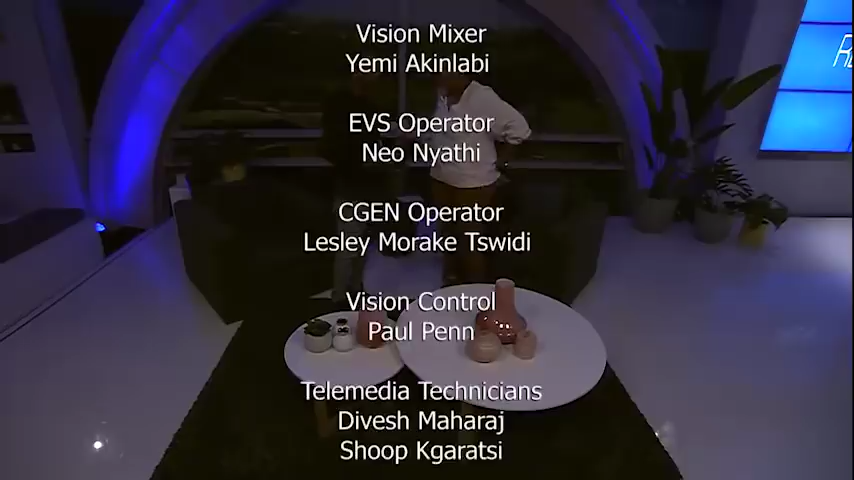 Vision Mixer
Yemi Akinlabi
EVS Operator
Neo Nyathi
CGEN Operator
Lesley Morake Tswidi
Vision Control
Paul Penn
Telemedia Technicians
Divesh Maharaj
Shoop Kgaratsi